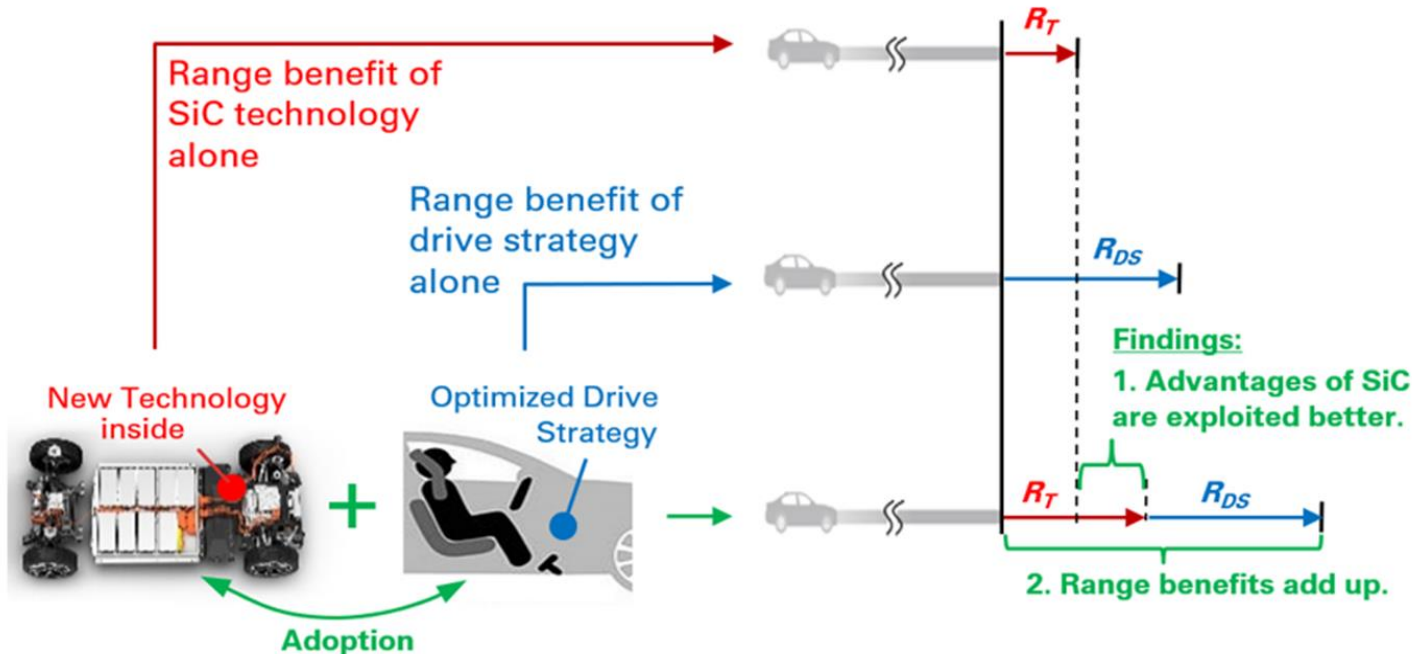 R_T
Range benefit of
SiC technology
alone
Range benefit of
drive strategy
alone
R_DS
Findings:
1. Advantages of SiC
are exploited better.
New Technology
inside
Optimized Drive
Strategy
+
R_T
R_DS
2. Range benefits add up.
Adoption